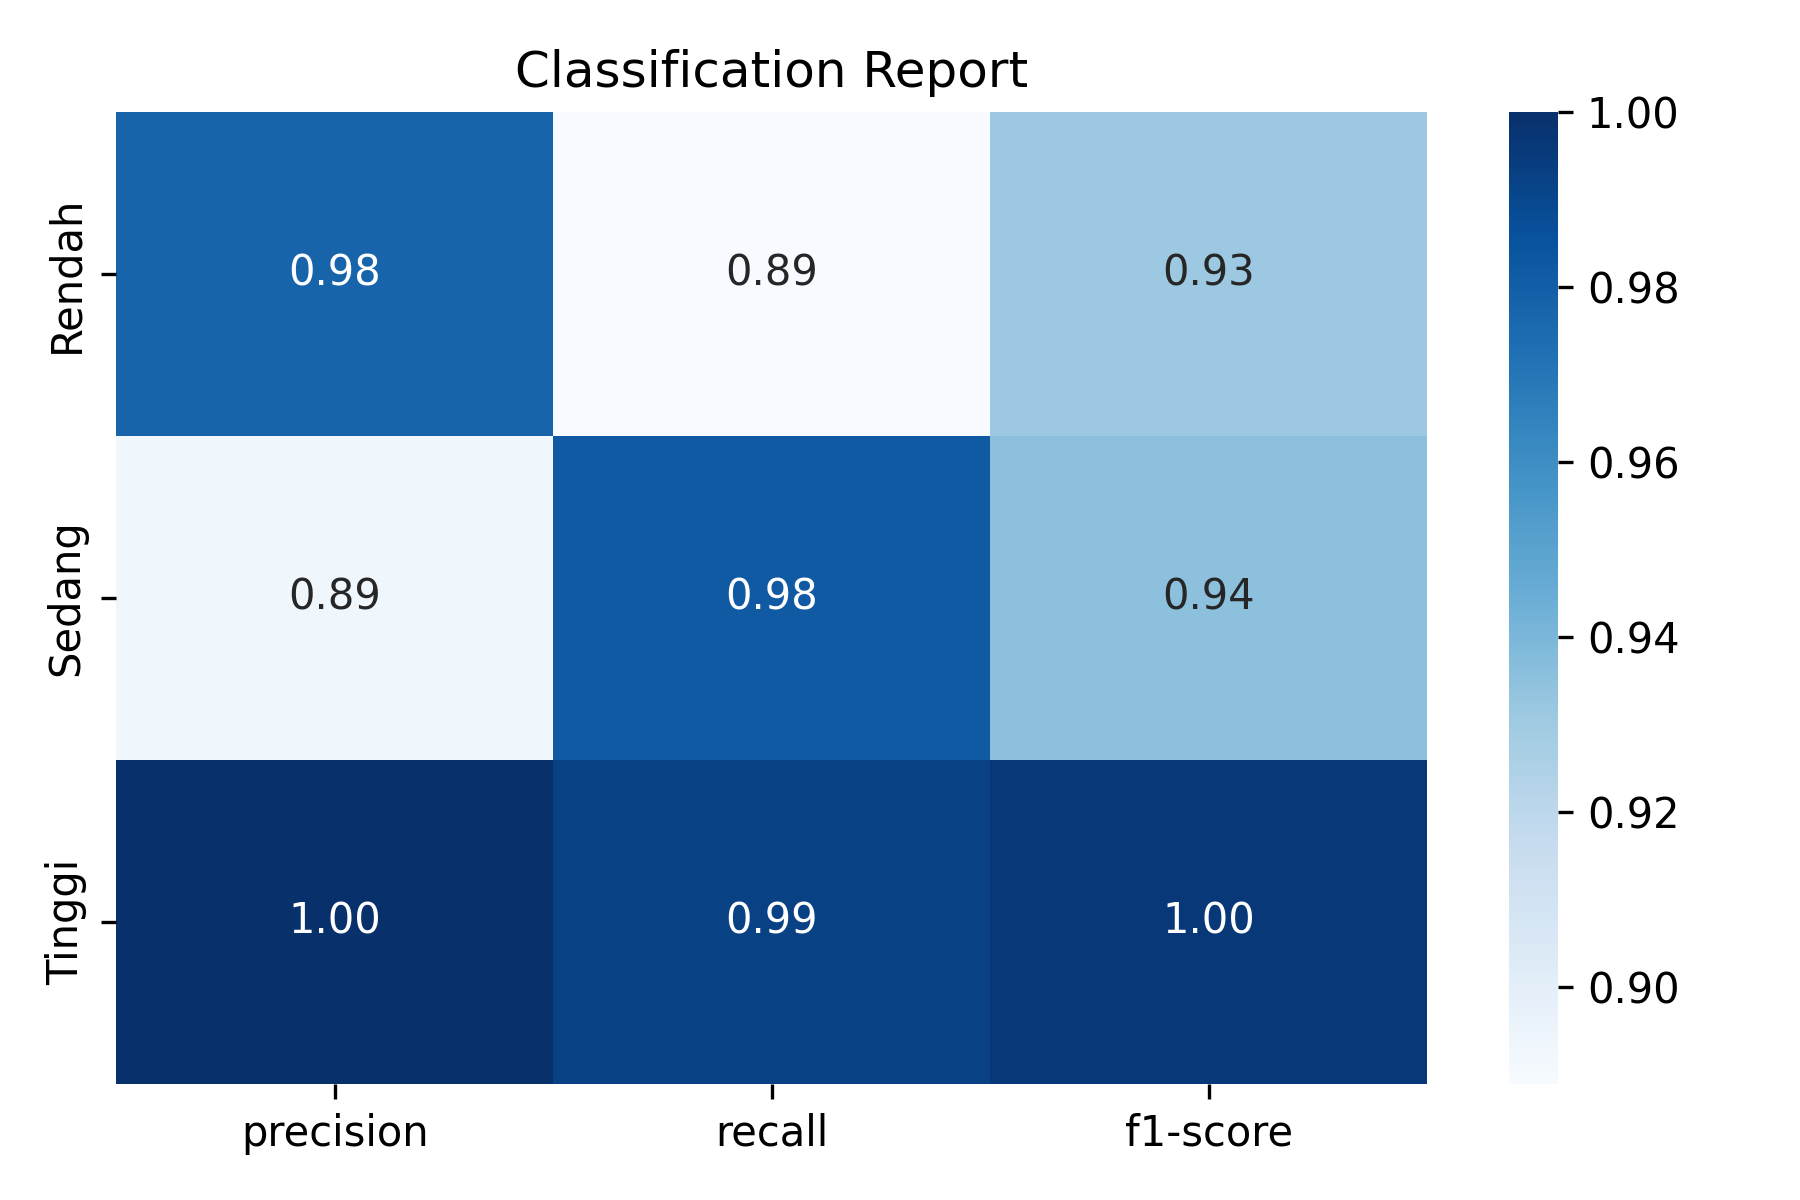 Classification Report
Rendah
0.98
0.89
0.93
Sedang
0.89
0.98
0.94
Tinggi
1.00
0.99
1.00
precision
recall
f1-score
1.00
0.98
0.96
0.94
0.92
0.90